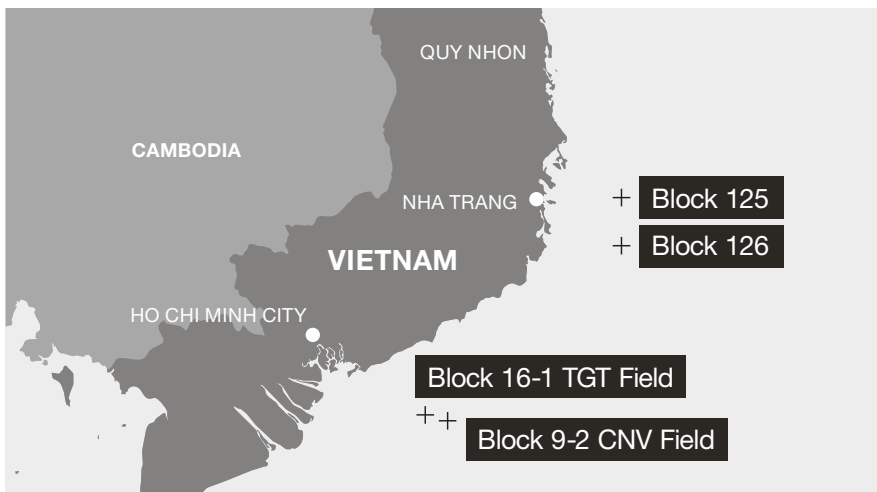 QUY NHON
CAMBODIA
NHA TRANG
Block 125
Block 126
VIETNAM
HO CHI MINH CITY
Block 16-1 TGT Field
Block 9-2 CNV Field